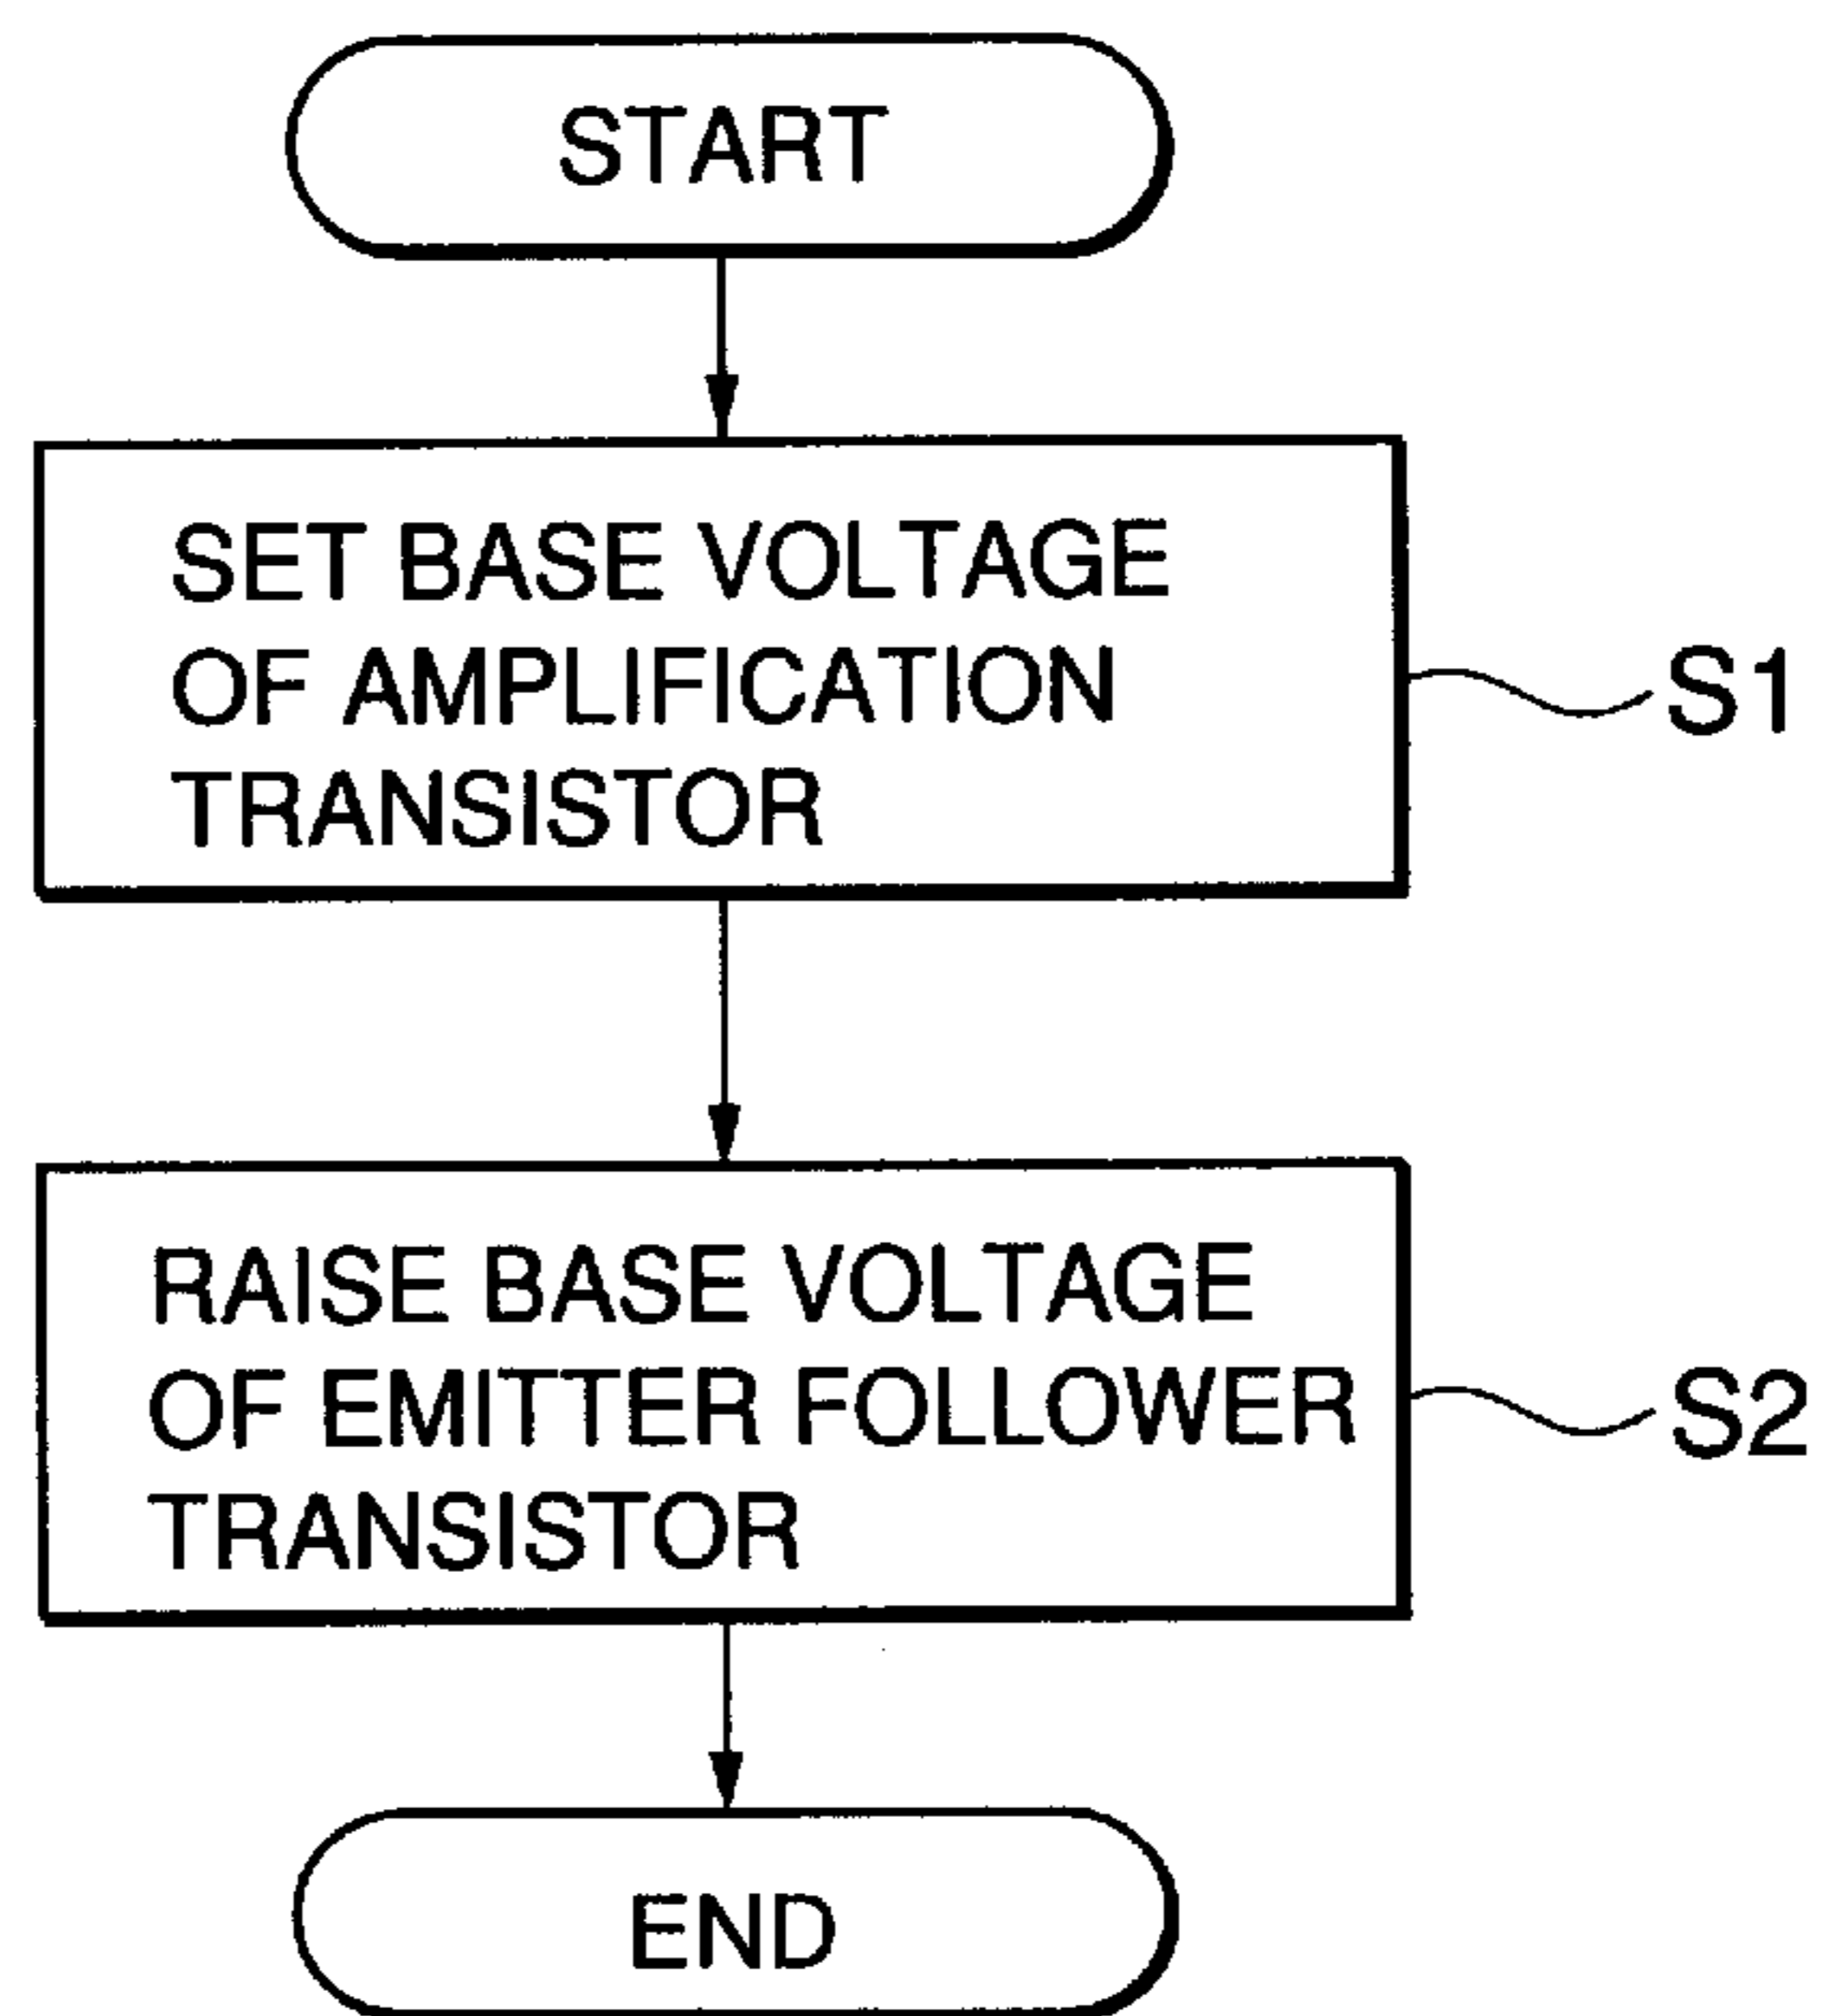 START
SET BASE VOLTAGE
OF AMPLIFICATION
TRANSISTOR
S1
RAISE BASE VOLTAGE
OF EMITTER FOLLOWER
TRANSISTOR
S2
END